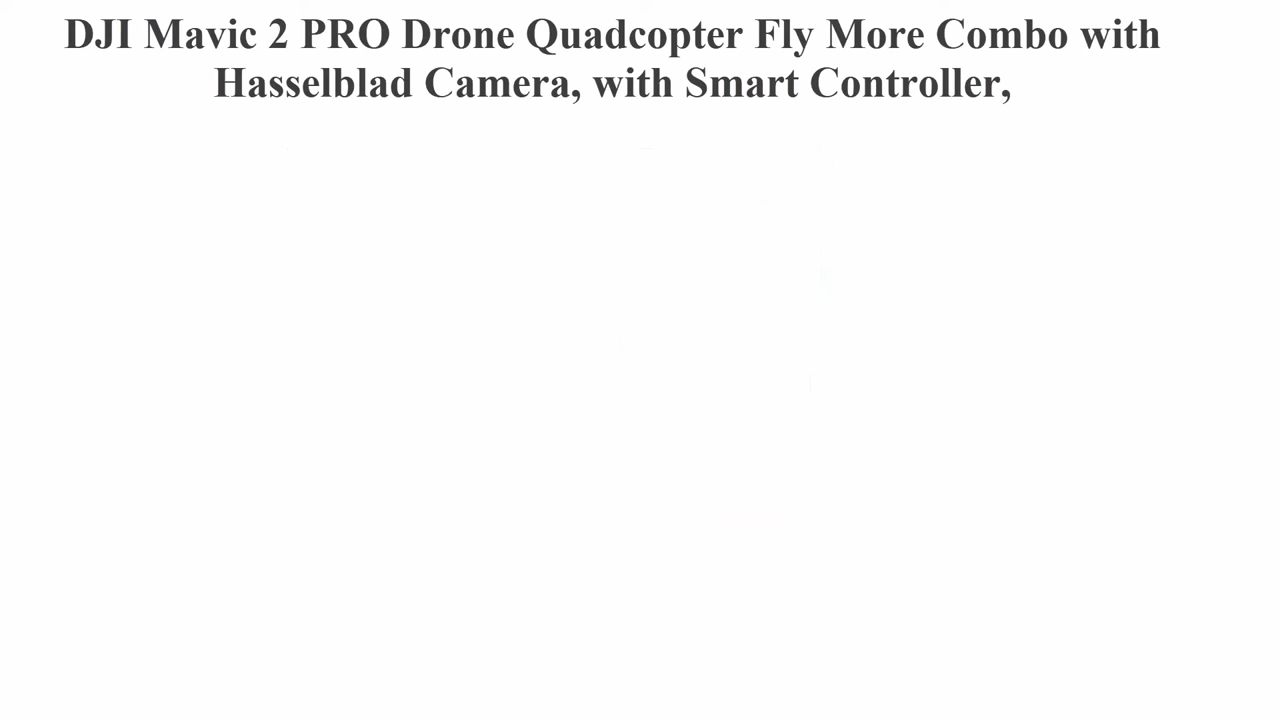 DJI Mavic 2 PRO Drone Quadcopter Fly More Combo with
Hasselblad Camera, with Smart Controller,